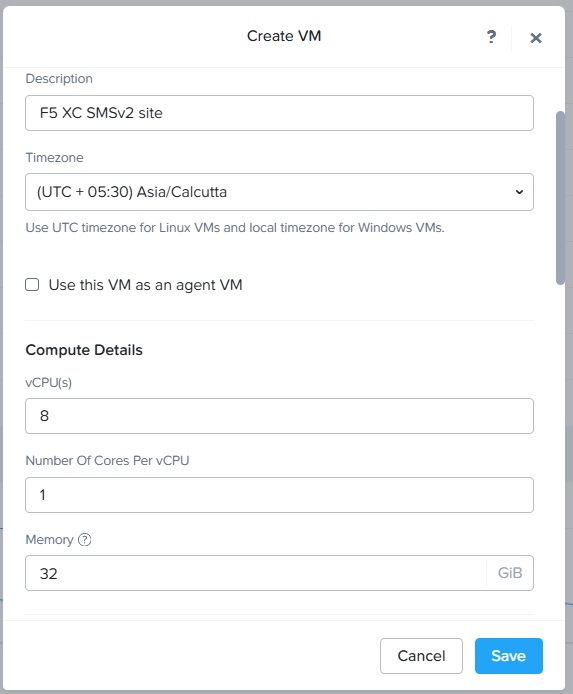 Create VM
?
Description
F5 XC SMSv2 site
Timezone
(UTC + 05:30) Asia/Calcutta
Use UTC timezone for Linux VMs and local timezone for Windows VMs.
Use this VM as an agent VM
Compute Details
vCPU(s)
8
Number Of Cores Per vCPU
1
Memory ?
32 GiB
Cancel Save